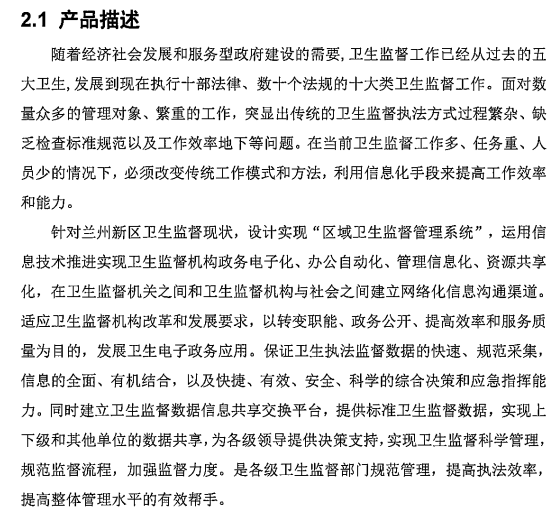 2.1 产品描述
随着经济社会发展和服务型政府建设的需要,卫生监督工作已经从过去的五
大卫生,发展到现在执行十部法律、数十个法规的十大类卫生监督工作。面对数
量众多的管理对象、繁重的工作，突显出传统的卫生监督执法方式过程繁杂、缺
乏检查标准规范以及工作效率地下等问题。在当前卫生监督工作多、任务重、人
员少的情况下，必须改变传统工作模式和方法，利用信息化手段来提高工作效率
和能力。
针对兰州新区卫生监督现状，设计实现“区域卫生监督管理系统”，运用信
息技术推进实现卫生监督机构政务电子化、办公自动化、管理信息化、资源共享
化，在卫生监督机关之间和卫生监督机构与社会之间建立网络化信息沟通渠道。
适应卫生监督机构改革和发展要求，以转变职能、政务公开、提高效率和服务质
量为目的，发展卫生电子政务应用。保证卫生执法监督数据的快速、规范采集，
信息的全面、有机结合，以及快捷、有效、安全、科学的综合决策和应急指挥能
力。同时建立卫生监督数据信息共享交换平台，提供标准卫生监督数据，实现上
下级和其他单位的数据共享,为各级领导提供决策支持,实现卫生监督科学管理，
规范监督流程，加强监督力度。是各级卫生监督部门规范管理，提高执法效率，
提高整体管理水平的有效帮手。